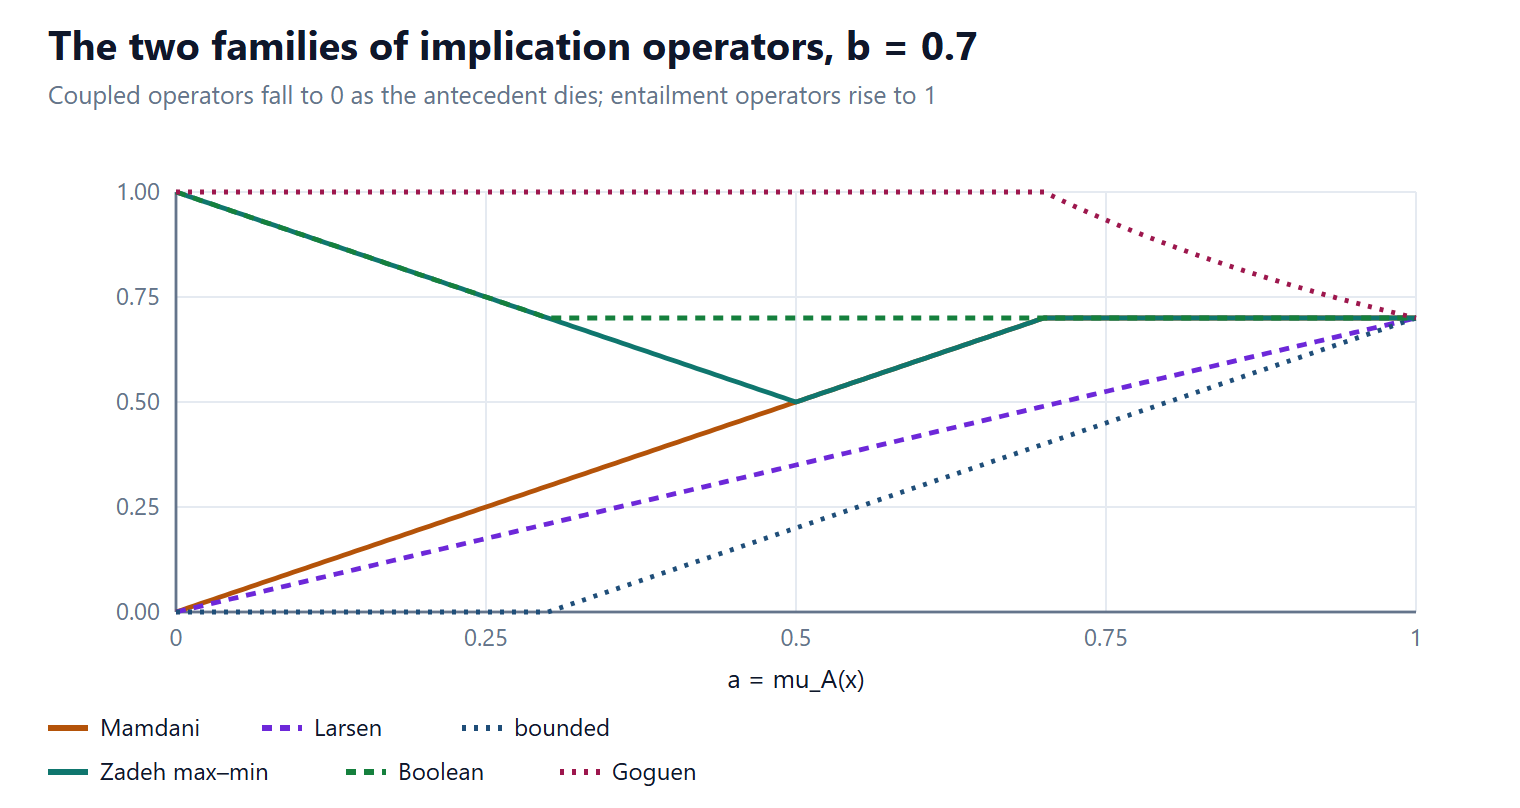 The two families of implication operators, b = 0.7
Coupled operators fall to 0 as the antecedent dies; entailment operators rise to 1
1.00
0.75
0.50
0.25
0.00
0 0.25 0.5 0.75 1
a = mu_A(x)
Mamdani Larsen bounded
Zadeh max–min Boolean Goguen